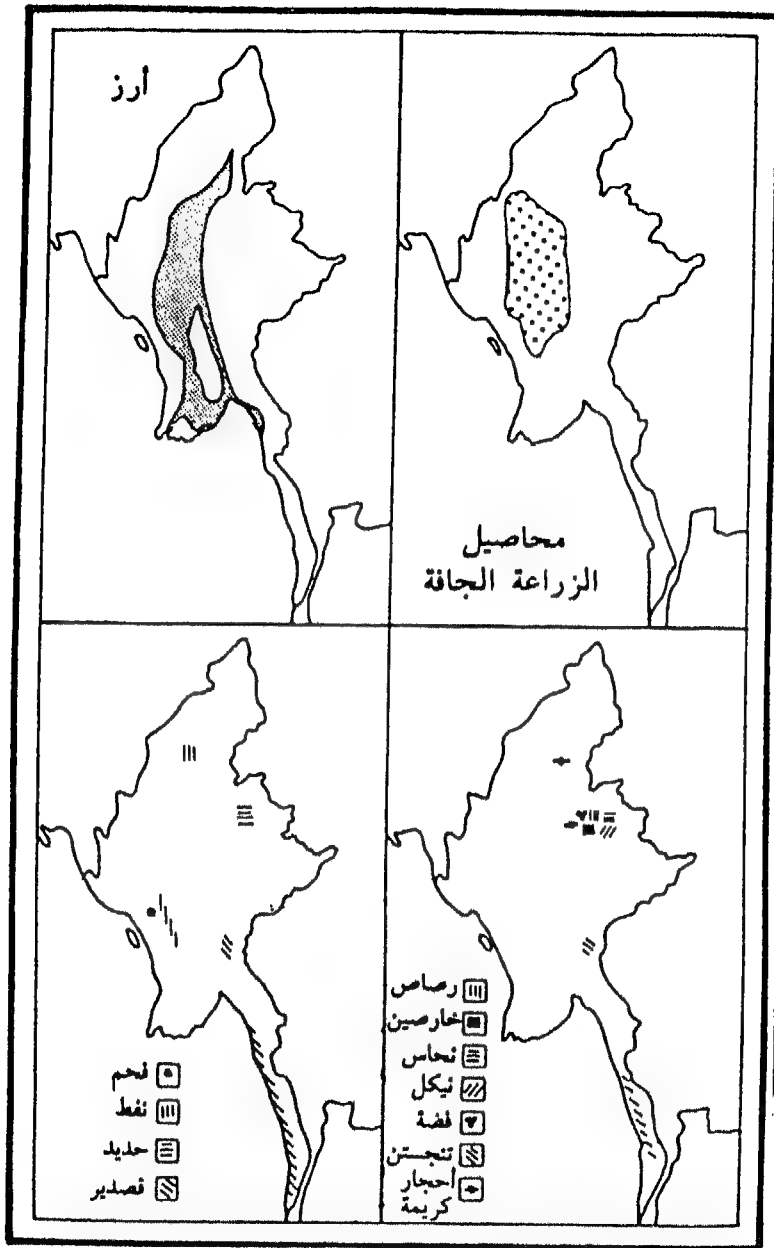 أرز
محاصيل
الزراعة الجافة
رصاص
خارصين
نحاس
نيكل
فضة
تنجستن
أحجار
كريمة
فحم
نفط
حديد
قصدير